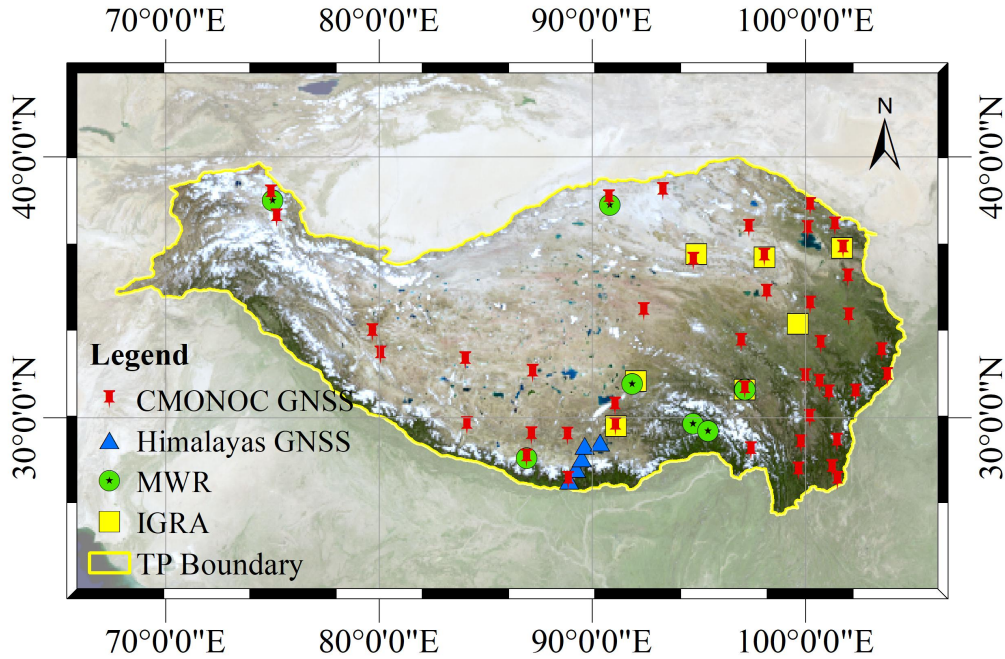 70°0'0"E 80°0'0"E 90°0'0"E 100°0'0"E
N
40°0'0"N 40°0'0"N
Legend
CMONOC GNSS
Himalayas GNSS
MWR
IGRA
TP Boundary
30°0'0"N 30°0'0"N
70°0'0"E 80°0'0"E 90°0'0"E 100°0'0"E